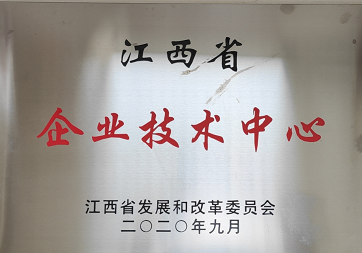 江西省
企业技术中心
江西省发展和改革委员会
二〇二〇年九月